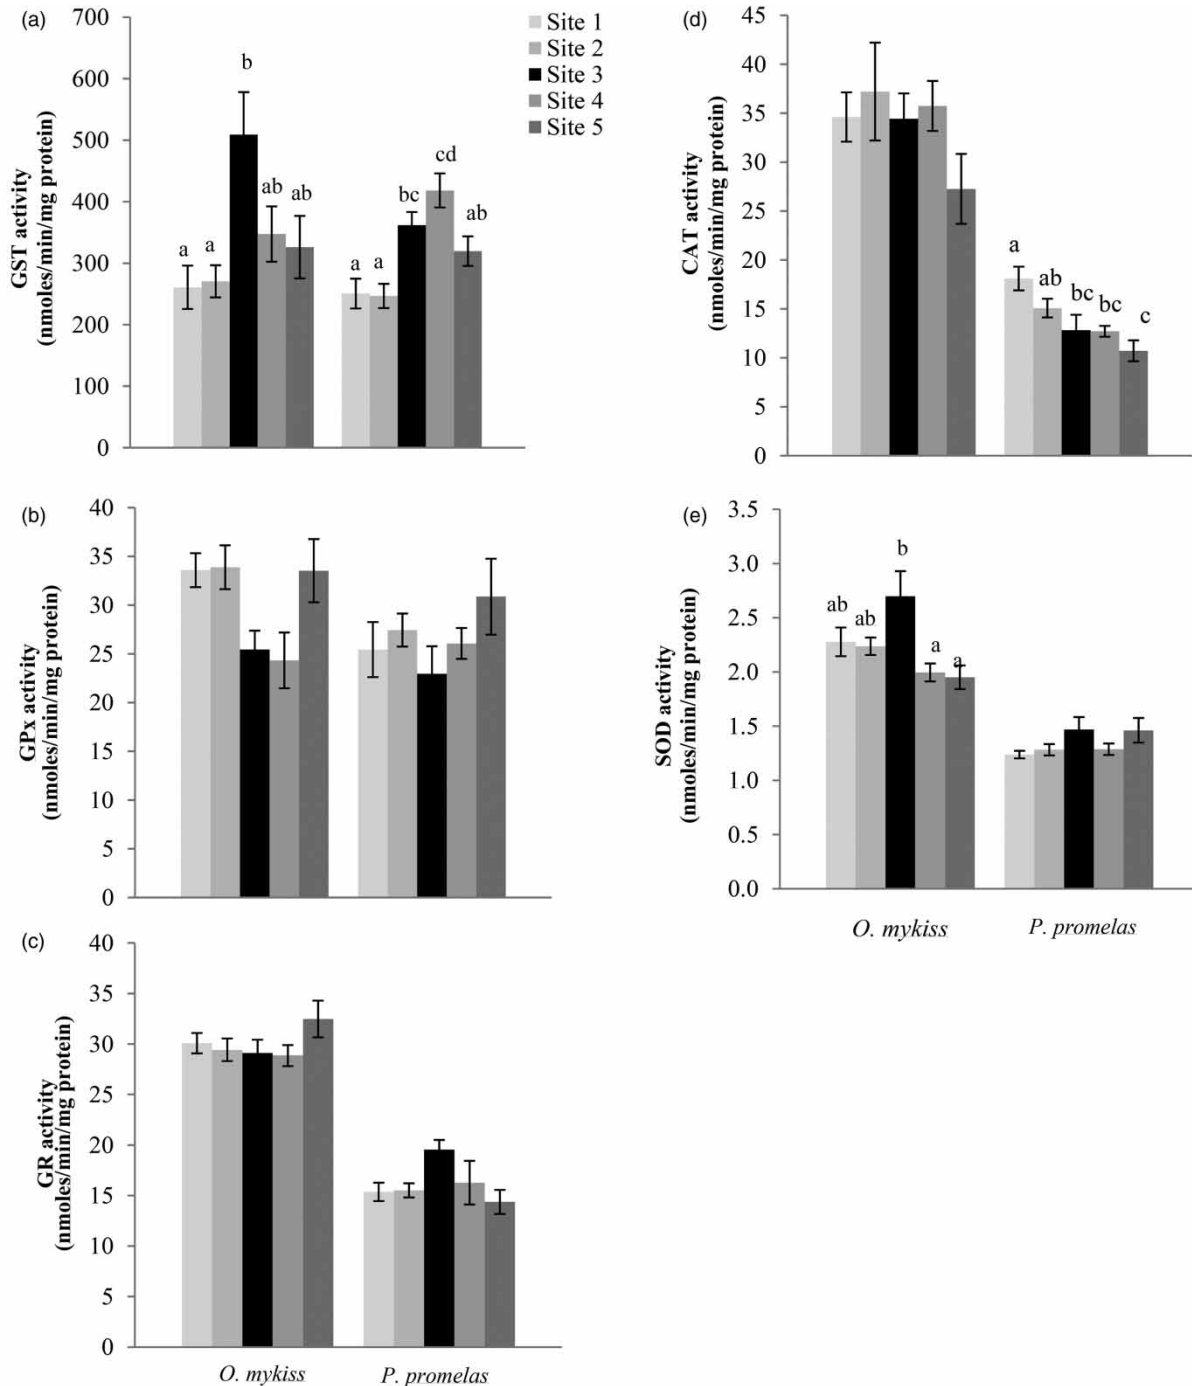 (a)
700
600
500
400
300
200
100
0
GST activity
(nmoles/min/mg protein)
a
a
b
ab
ab
a
a
bc
cd
ab
Site 1
Site 2
Site 3
Site 4
Site 5
(d)
45
40
35
30
25
20
15
10
5
0
CAT activity
(nmoles/min/mg protein)
a
ab
bc
bc
c
(b)
40
35
30
25
20
15
10
5
0
GPx activity
(nmoles/min/mg protein)
(e)
3.5
3.0
2.5
2.0
1.5
1.0
0.5
0.0
SOD activity
(nmoles/min/mg protein)
ab
ab
b
a
a
O. mykiss
P. promelas
(c)
40
35
30
25
20
15
10
5
0
GR activity
(nmoles/min/mg protein)
O. mykiss
P. promelas